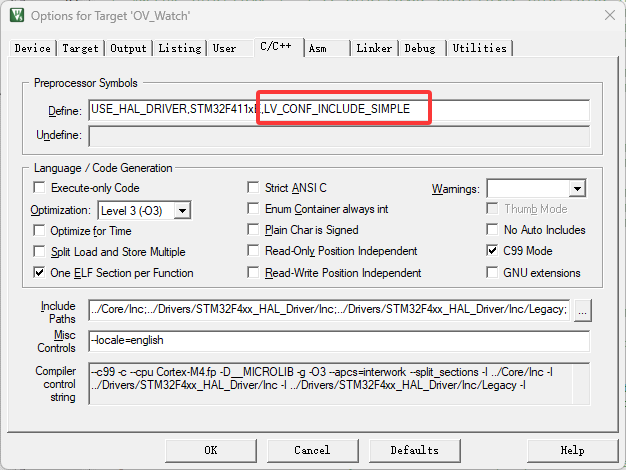 Options for Target 'OV_Watch'
Device Target Output Listing User C/C++ Asm Linker Debug Utilities
Preprocessor Symbols
Define: USE_HAL_DRIVER,STM32F411x ,LV_CONF_INCLUDE_SIMPLE
Undefine:
Language / Code Generation
Execute-only Code Strict ANSI C Warnings:
Optimization: Level 3 (-O3) Enum Container always int Thumb Mode
Optimize for Time Plain Char is Signed No Auto Includes
Split Load and Store Multiple Read-Only Position Independent C99 Mode
One ELF Section per Function Read-Write Position Independent GNU extensions
Include Paths ../Core/Inc;../Drivers/STM32F4xx_HAL_Driver/Inc;../Drivers/STM32F4xx_HAL_Driver/Inc/Legacy; ...
Misc Controls --locale=english
Compiler control string --c99 -c --cpu Cortex-M4.fp -D__MICROLIB -g -O3 --apcs=interwork --split_sections -I ../Core/Inc -I
../Drivers/STM32F4xx_HAL_Driver/Inc -I ../Drivers/STM32F4xx_HAL_Driver/Inc/Legacy -I
OK Cancel Defaults Help